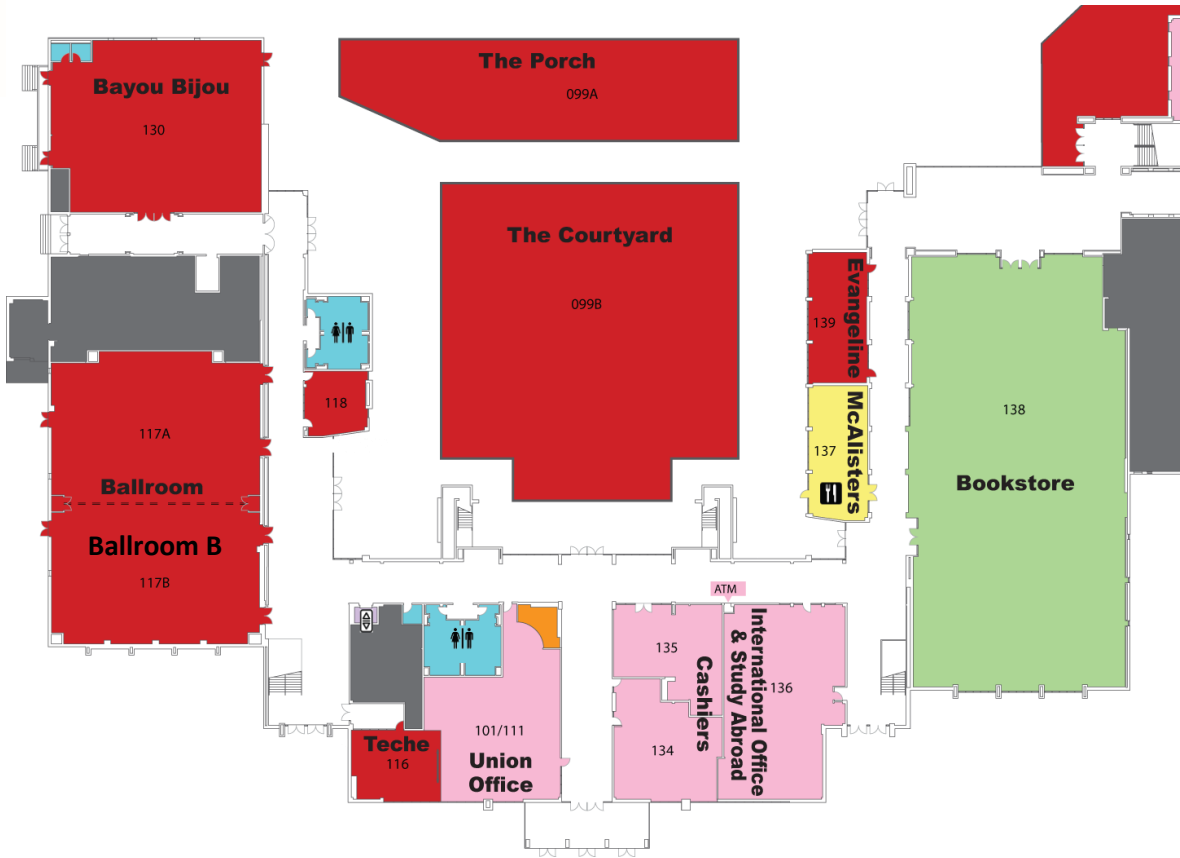 Bayou Bijou
130
The Porch
099A
The Courtyard
099B
118
117A
Ballroom
Ballroom B
117B
Evangeline
139
McAlisters
137
138
Bookstore
ATM
101/111
Union
Office
Teche
116
135
Cashiers
134
International Office
& Study Abroad
136